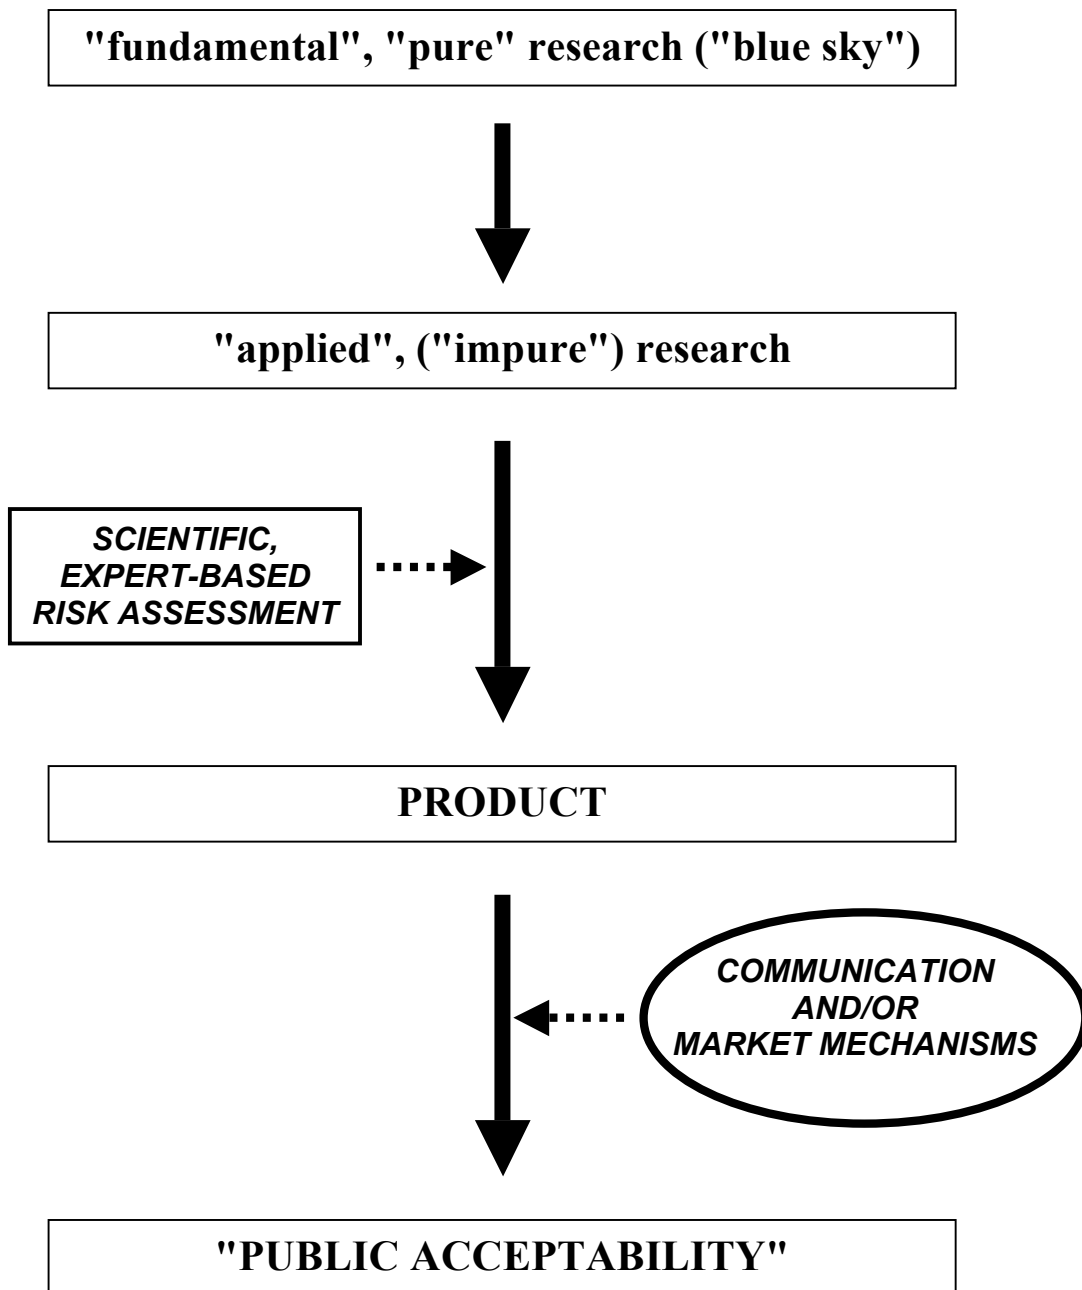 "fundamental", "pure" research ("blue sky")
"applied", ("impure") research
SCIENTIFIC,
EXPERT-BASED
RISK ASSESSMENT
PRODUCT
COMMUNICATION
AND/OR
MARKET MECHANISMS
"PUBLIC ACCEPTABILITY"